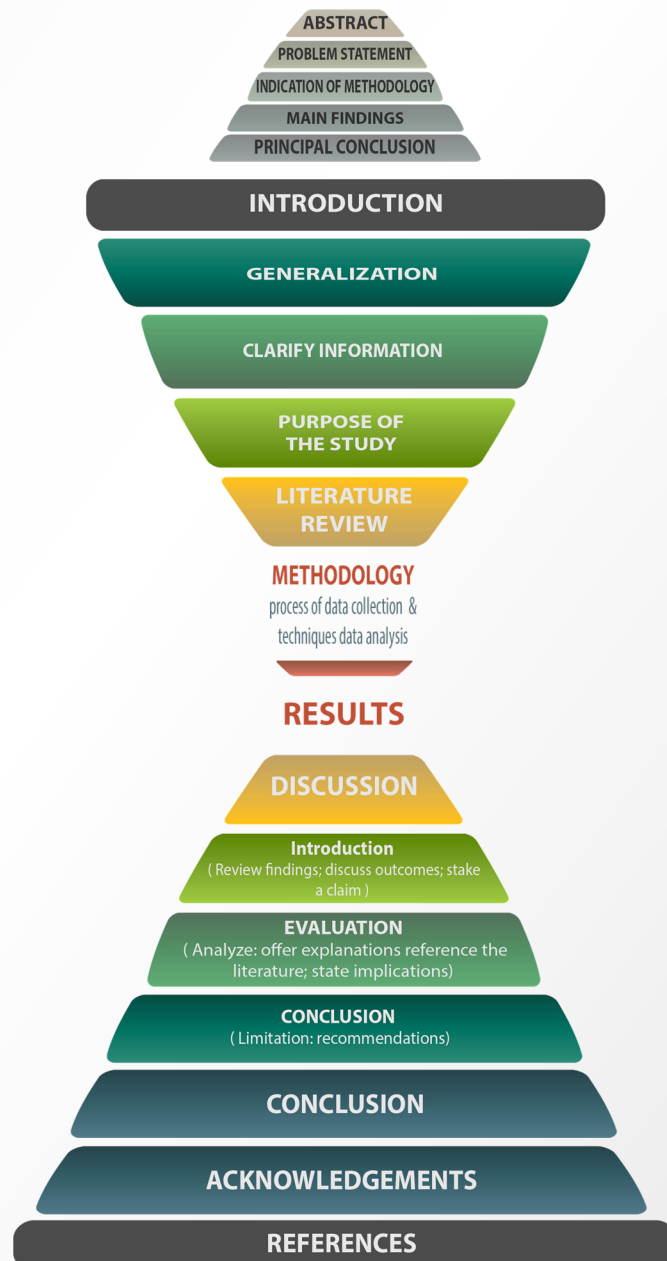 ABSTRACT
PROBLEM STATEMENT
INDICATION OF METHODOLOGY
MAIN FINDINGS
PRINCIPAL CONCLUSION
INTRODUCTION
GENERALIZATION
CLARIFY INFORMATION
PURPOSE OF
THE STUDY
LITERATURE
REVIEW
METHODOLOGY
process of data collection &
techniques data analysis
RESULTS
DISCUSSION
Introduction
( Review findings; discuss outcomes; stake
a claim )
EVALUATION
( Analyze: offer explanations reference the
literature; state implications)
CONCLUSION
( Limitation: recommendations)
CONCLUSION
ACKNOWLEDGEMENTS
REFERENCES